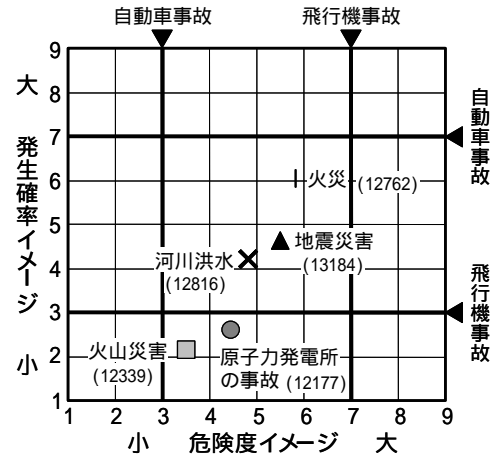 自動車事故 飛行機事故
9
8
7
6
5
4
3
2
1
大 発生確率イメージ 小
自動車事故
飛行機事故
火災 (12762)
地震災害
(13184)
河川洪水
(12816)
火山災害
(12339)
原子力発電所
の事故 (12177)
1 2 3 4 5 6 7 8 9
小 危険度イメージ 大